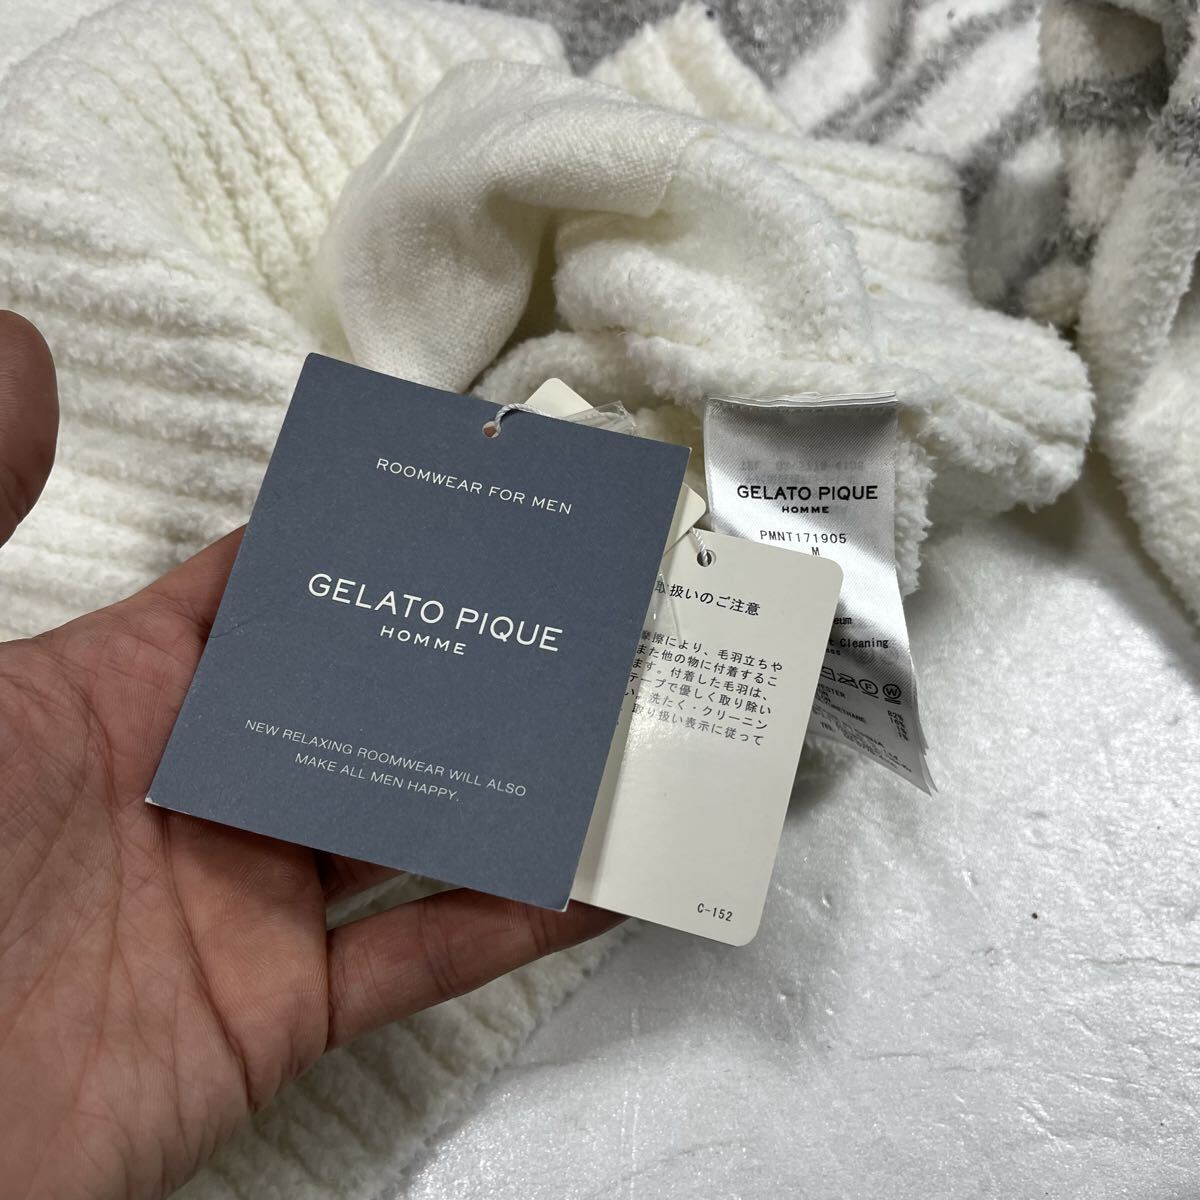 ROOMWEAR FOR MEN
GELATO PIQUE
HOMME
NEW RELAXING ROOMWEAR WILL ALSO
MAKE ALL MEN HAPPY.
取扱いのご注意
摩擦により、毛羽立ちや
また他の物に付着するこ
ます。付着した毛羽は、
テープで優しく取り除い
い。洗たく・クリーニン
取り扱い表示に従って
C-152
GELATO PIQUE
HOMME
PMNT171905
M
Cleaning